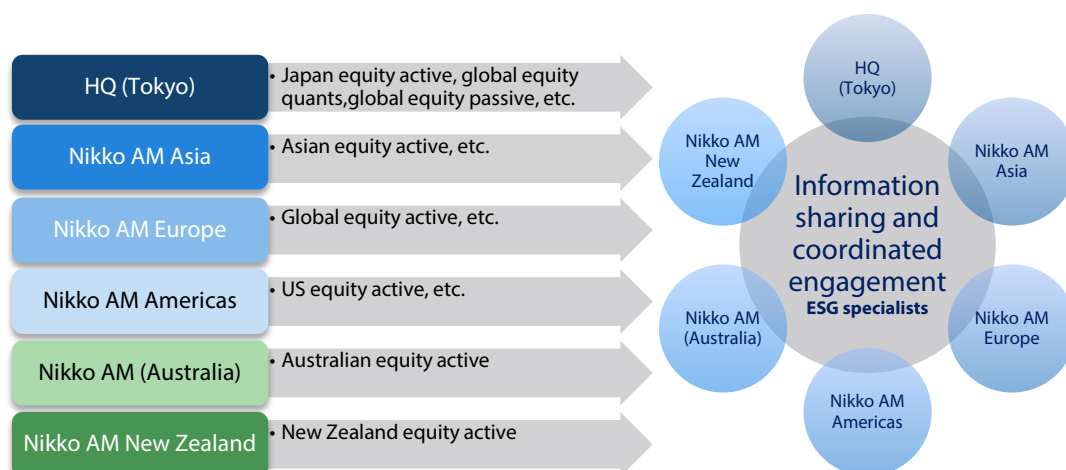 HQ (Tokyo)
• Japan equity active, global equity
quants,global equity passive, etc.
Nikko AM Asia
• Asian equity active, etc.
Nikko AM Europe
• Global equity active, etc.
Nikko AM Americas
• US equity active, etc.
Nikko AM (Australia)
• Australian equity active
Nikko AM New Zealand
• New Zealand equity active
HQ
(Tokyo)
Nikko AM
Asia
Nikko AM
Europe
Nikko AM
Americas
Nikko AM
(Australia)
Nikko AM
New
Zealand
Information
sharing and
coordinated
engagement
ESG specialists